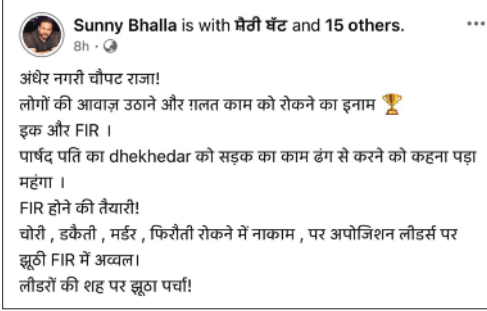 Sunny Bhalla is with ਸੈਰੀ ਬੱਟ and 15 others.
8h ·
अंधेर नगरी चौपट राजा!
लोगों की आवाज़ उठाने और ग़लत काम को रोकने का इनाम 🏆
इक और FIR ।
पार्षद पति का dhekhedar को सड़क का काम ढंग से करने को कहना पड़ा
महंगा ।
FIR होने की तैयारी!
चोरी , डकैती , मर्डर , फिरौती रोकने में नाकाम , पर अपोजिशन लीडर्स पर
झूठी FIR में अव्वल।
लीडरों की शह पर झूठा पर्चा!